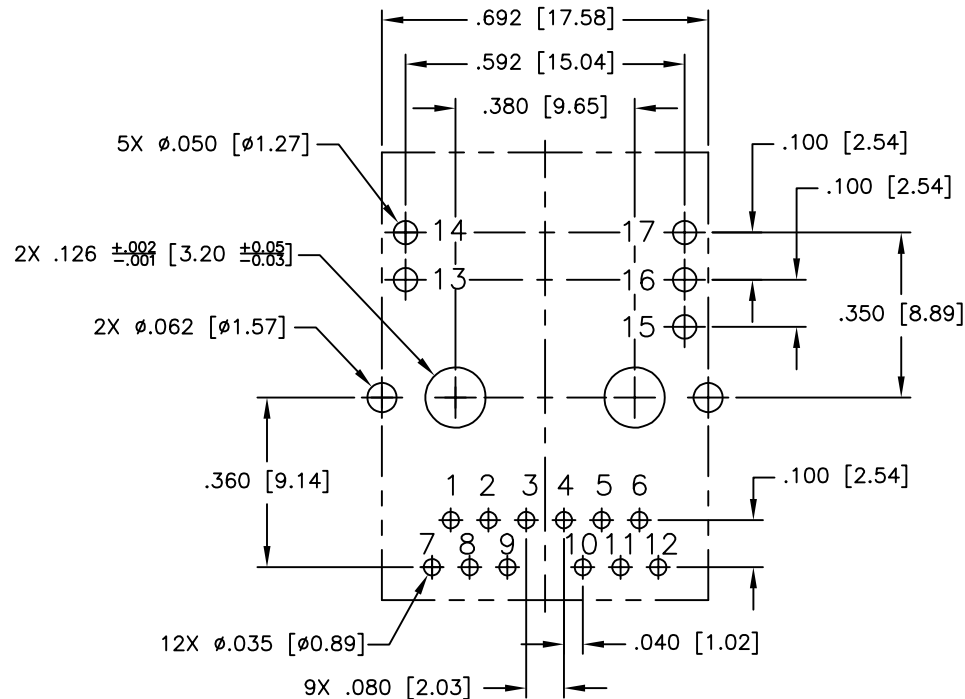 .692 [17.58]
.592 [15.04]
.380 [9.65]
5X ø.050 [ø1.27]
.100 [2.54]
.100 [2.54]
14
17
2X .126 +.002 -.001 [3.20 +0.05 -0.03]
13
16
2X ø.062 [ø1.57]
15
.350 [8.89]
.360 [9.14]
.100 [2.54]
1 2 3 4 5 6
7 8 9 10 11 12
12X ø.035 [ø0.89]
.040 [1.02]
9X .080 [2.03]